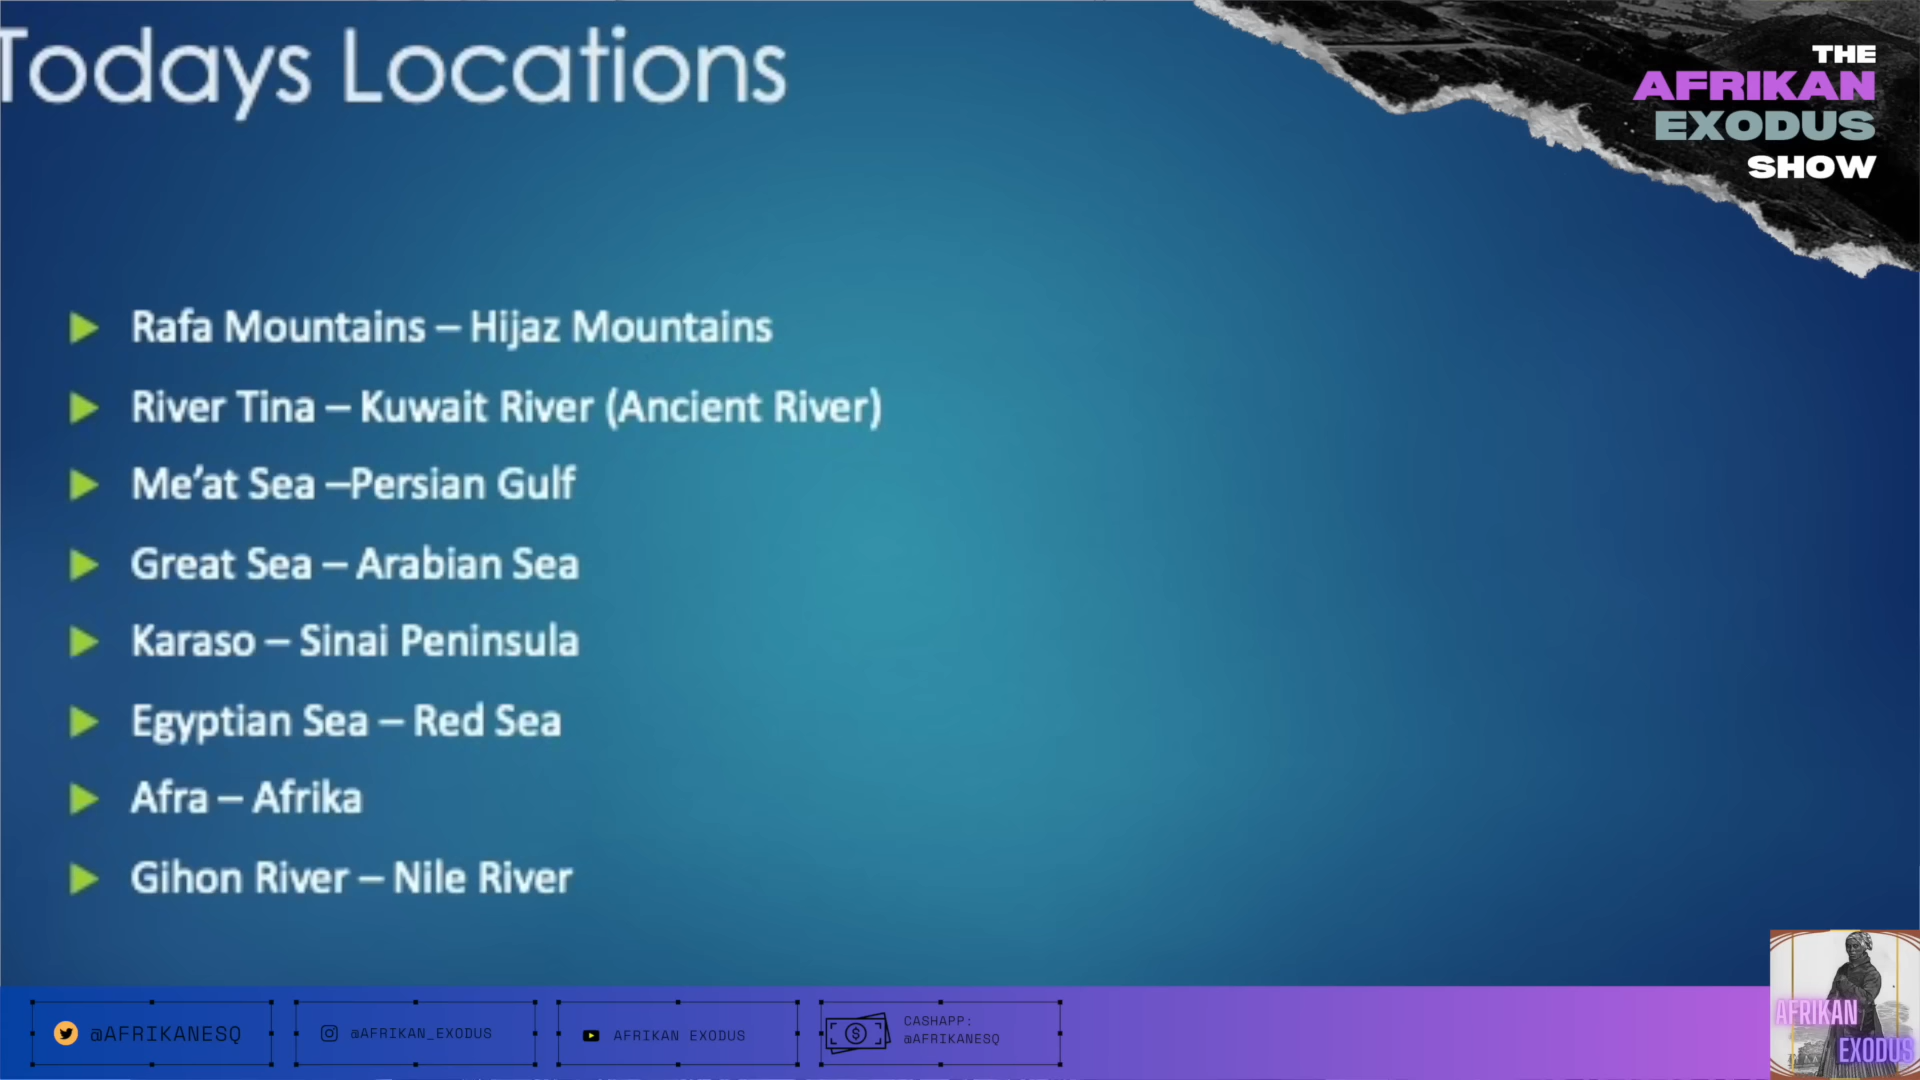 Todays Locations
THE
AFRIKAN
EXODUS
SHOW
Rafa Mountains – Hijaz Mountains
River Tina – Kuwait River (Ancient River)
Me’at Sea –Persian Gulf
Great Sea – Arabian Sea
Karaso – Sinai Peninsula
Egyptian Sea – Red Sea
Afra – Afrika
Gihon River – Nile River
@AFRIKANESQ
@AFRIKAN_EXODUS
AFRIKAN EXODUS
CASHAPP:
@AFRIKANESQ
AFRIKAN
EXODUS